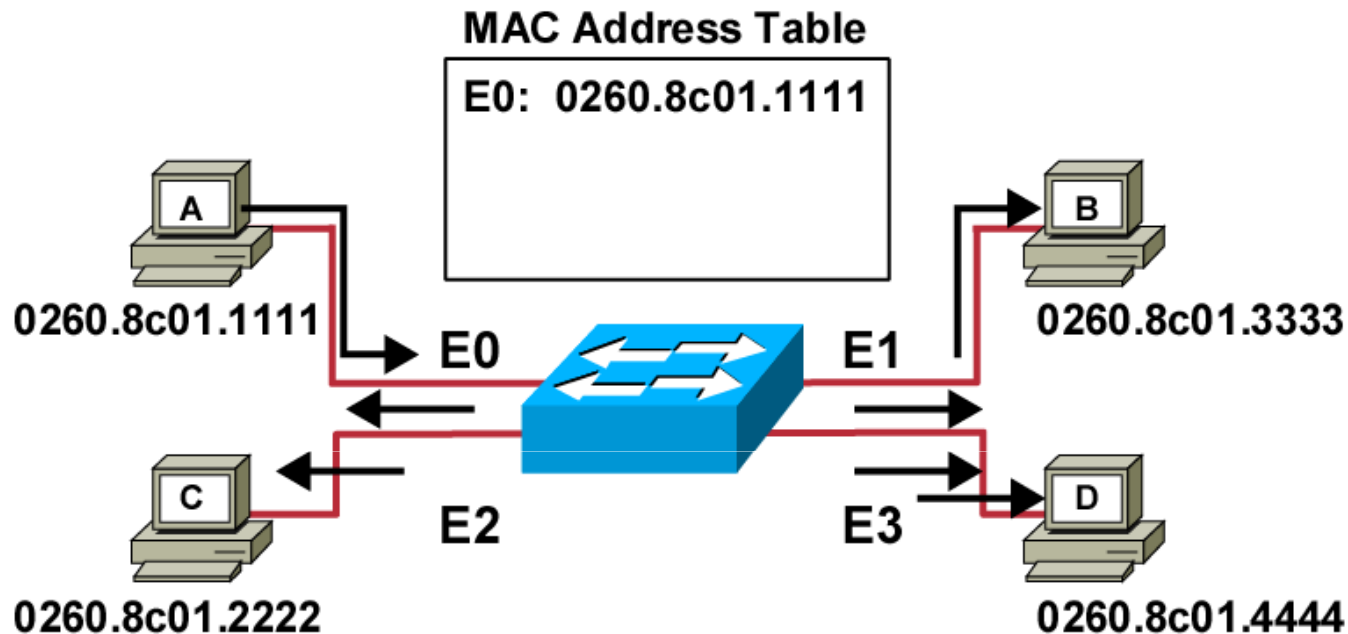 MAC Address Table
E0: 0260.8c01.1111
A
B
0260.8c01.1111
0260.8c01.3333
E0
E1
C
D
E2
E3
0260.8c01.2222
0260.8c01.4444